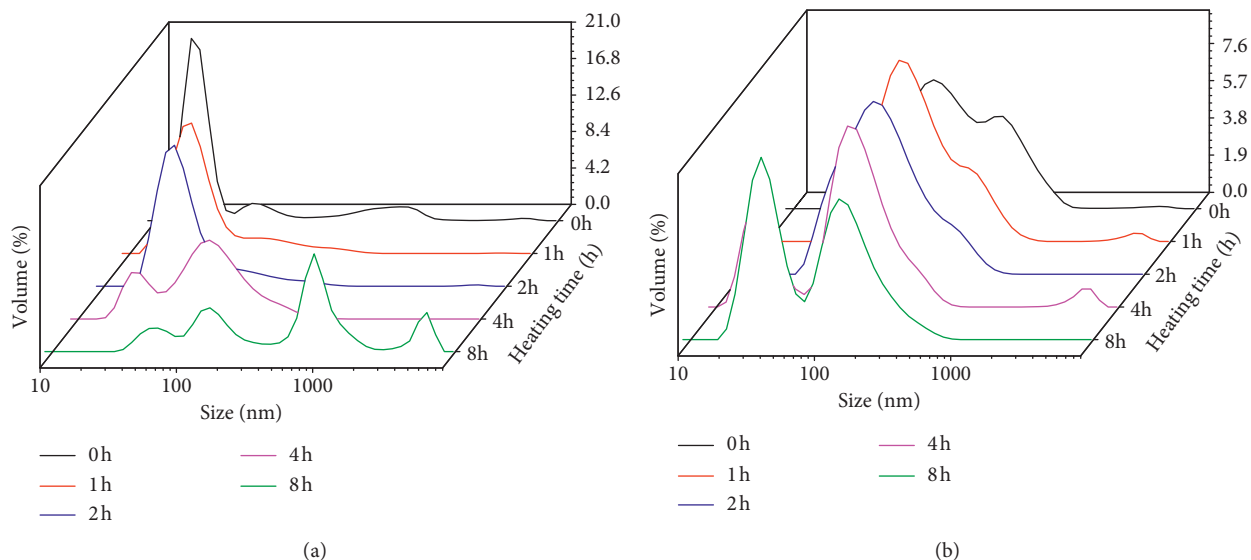 21.0
16.8
12.6
8.4
4.2
0.0
0h
1h
2h
4h
8h
Volume (%)
Heating time (h)
10
100
1000
Size (nm)
0h
4h
1h
8h
2h
(a)
7.6
5.7
3.8
1.9
0.0
0h
1h
2h
4h
8h
Volume (%)
Heating time (h)
10
100
1000
Size (nm)
0h
4h
1h
8h
2h
(b)